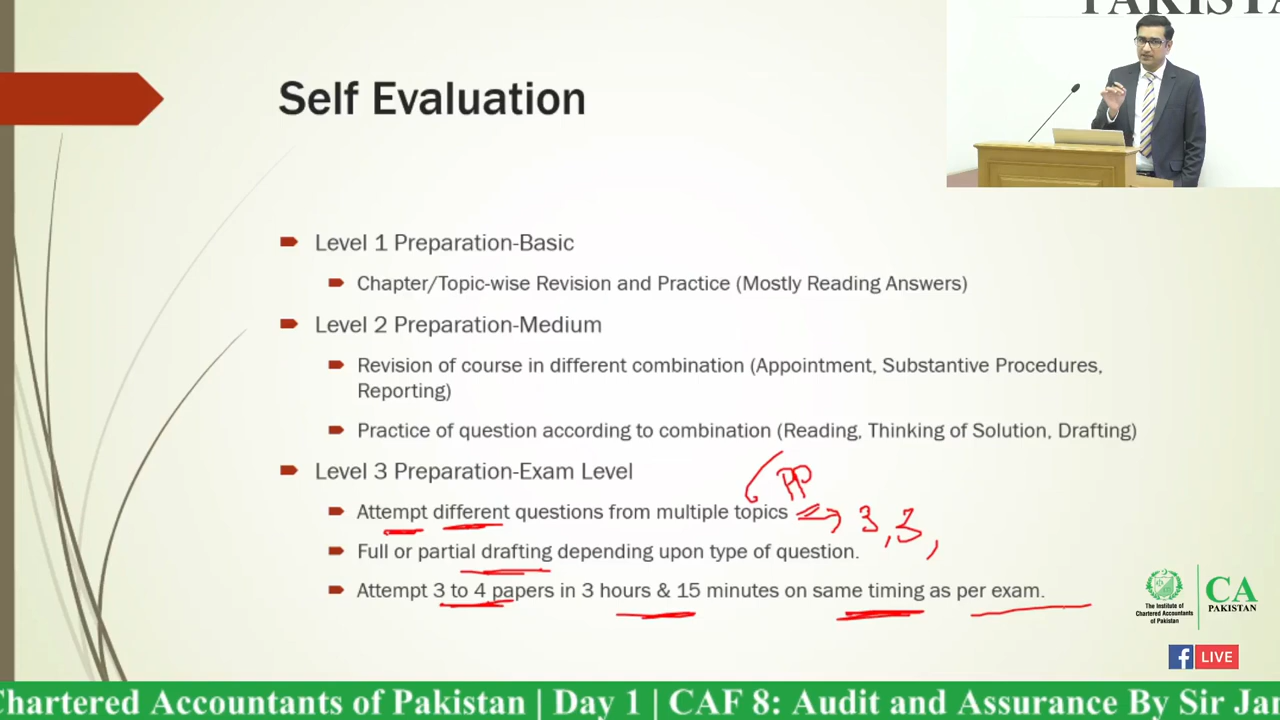 PAKISTA
Self Evaluation
Level 1 Preparation-Basic
Chapter/Topic-wise Revision and Practice (Mostly Reading Answers)
Level 2 Preparation-Medium
Revision of course in different combination (Appointment, Substantive Procedures,
Reporting)
Practice of question according to combination (Reading, Thinking of Solution, Drafting)
Level 3 Preparation-Exam Level
PP
Attempt different questions from multiple topics
3, 3,
Full or partial drafting depending upon type of question.
Attempt 3 to 4 papers in 3 hours & 15 minutes on same timing as per exam.
The Institute of
Chartered Accountants
of Pakistan
CA
PAKISTAN
f LIVE
Chartered Accountants of Pakistan | Day 1 | CAF 8: Audit and Assurance By Sir Jar